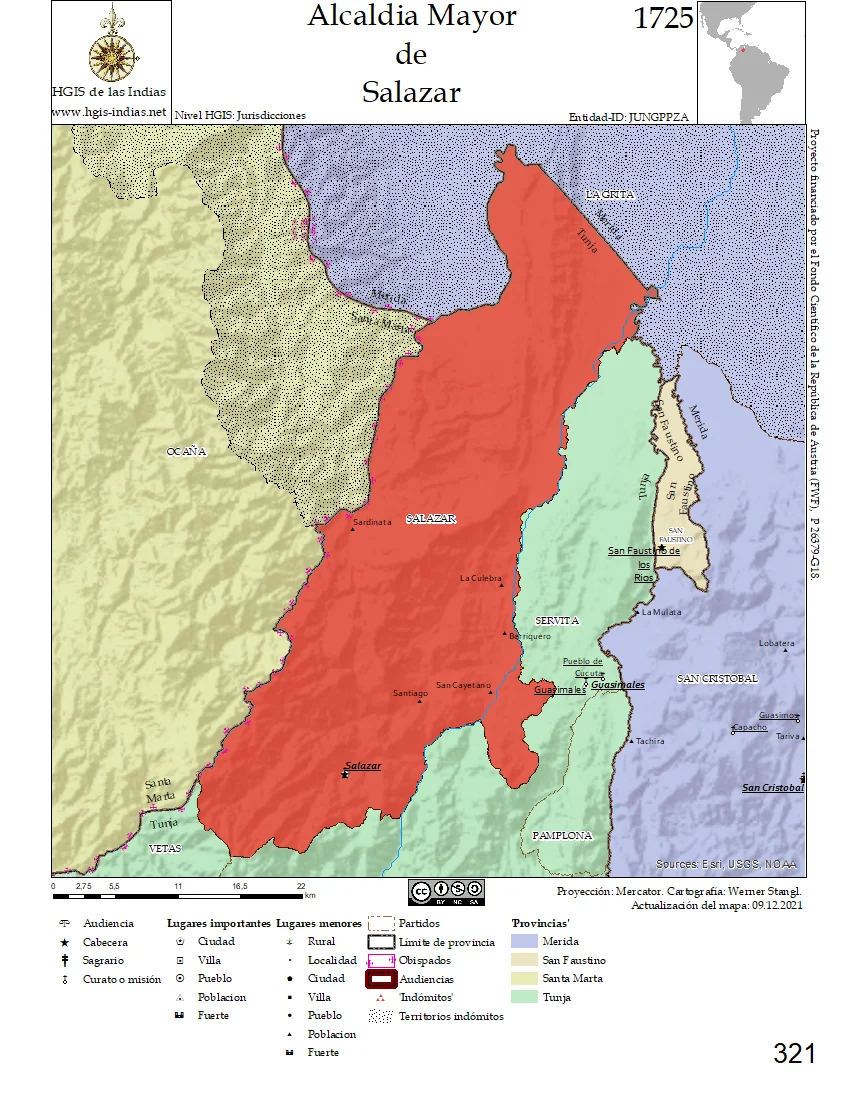 Alcaldia Mayor
de
Salazar
1725
HGIS de las Indias
www.hgis-indias.net
Nivel HGIS: Jurisdicciones
Entidad-ID: JUNGPPZA
Proyecto financiado por el Fondo Científico de la República de Austria (FWF), P 26379-G18.
LA GRITA
Merida
Tunja
Merida
Santa Marta
OCAÑA
San Faustino
Merida
Tunja
San
Faustino
SALAZAR
Sardinata
SAN
FAUSTINO
San Faustino de
los
Rios
La Culebra
La Mulata
SERVITA
Berriquero
Lobatera
Pueblo de
Cucuta
SAN CRISTOBAL
San Cayetano
Guasimales
Guasimales
Santiago
Guasimos
Capacho
Tariva
Tachira
Salazar
San Cristobal
Santa
Marta
Tunja
VETAS
PAMPLONA
Sources: Esri, USGS, NOAA
0 2,75 5,5 11 16,5 22
km
cc
BY NC SA
Proyección: Mercator. Cartografía: Werner Stangl.
Actualización del mapa: 09.12.2021
Audiencia
Cabecera
Sagrario
Curato o misión
Lugares importantes
Ciudad
Villa
Pueblo
Poblacion
Fuerte
Lugares menores
Rural
Localidad
Ciudad
Villa
Pueblo
Poblacion
Fuerte
Partidos
Límite de provincia
Obispados
Audiencias
'Indómitos'
Territorios indómitos
'Provincias'
Merida
San Faustino
Santa Marta
Tunja
321